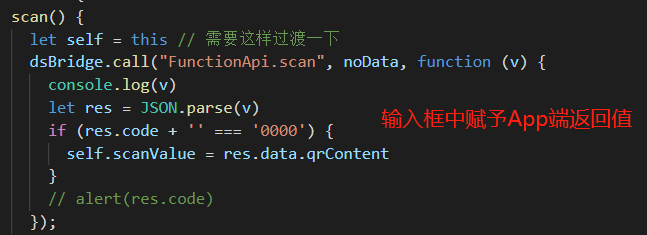 scan() {
let self = this // 需要这样过渡一下
dsBridge.call("FunctionApi.scan", noData, function (v) {
console.log(v)
let res = JSON.parse(v)
if (res.code + '' === '0000') {
输入框中赋予App端返回值
self.scanValue = res.data.qrContent
}
// alert(res.code)
});